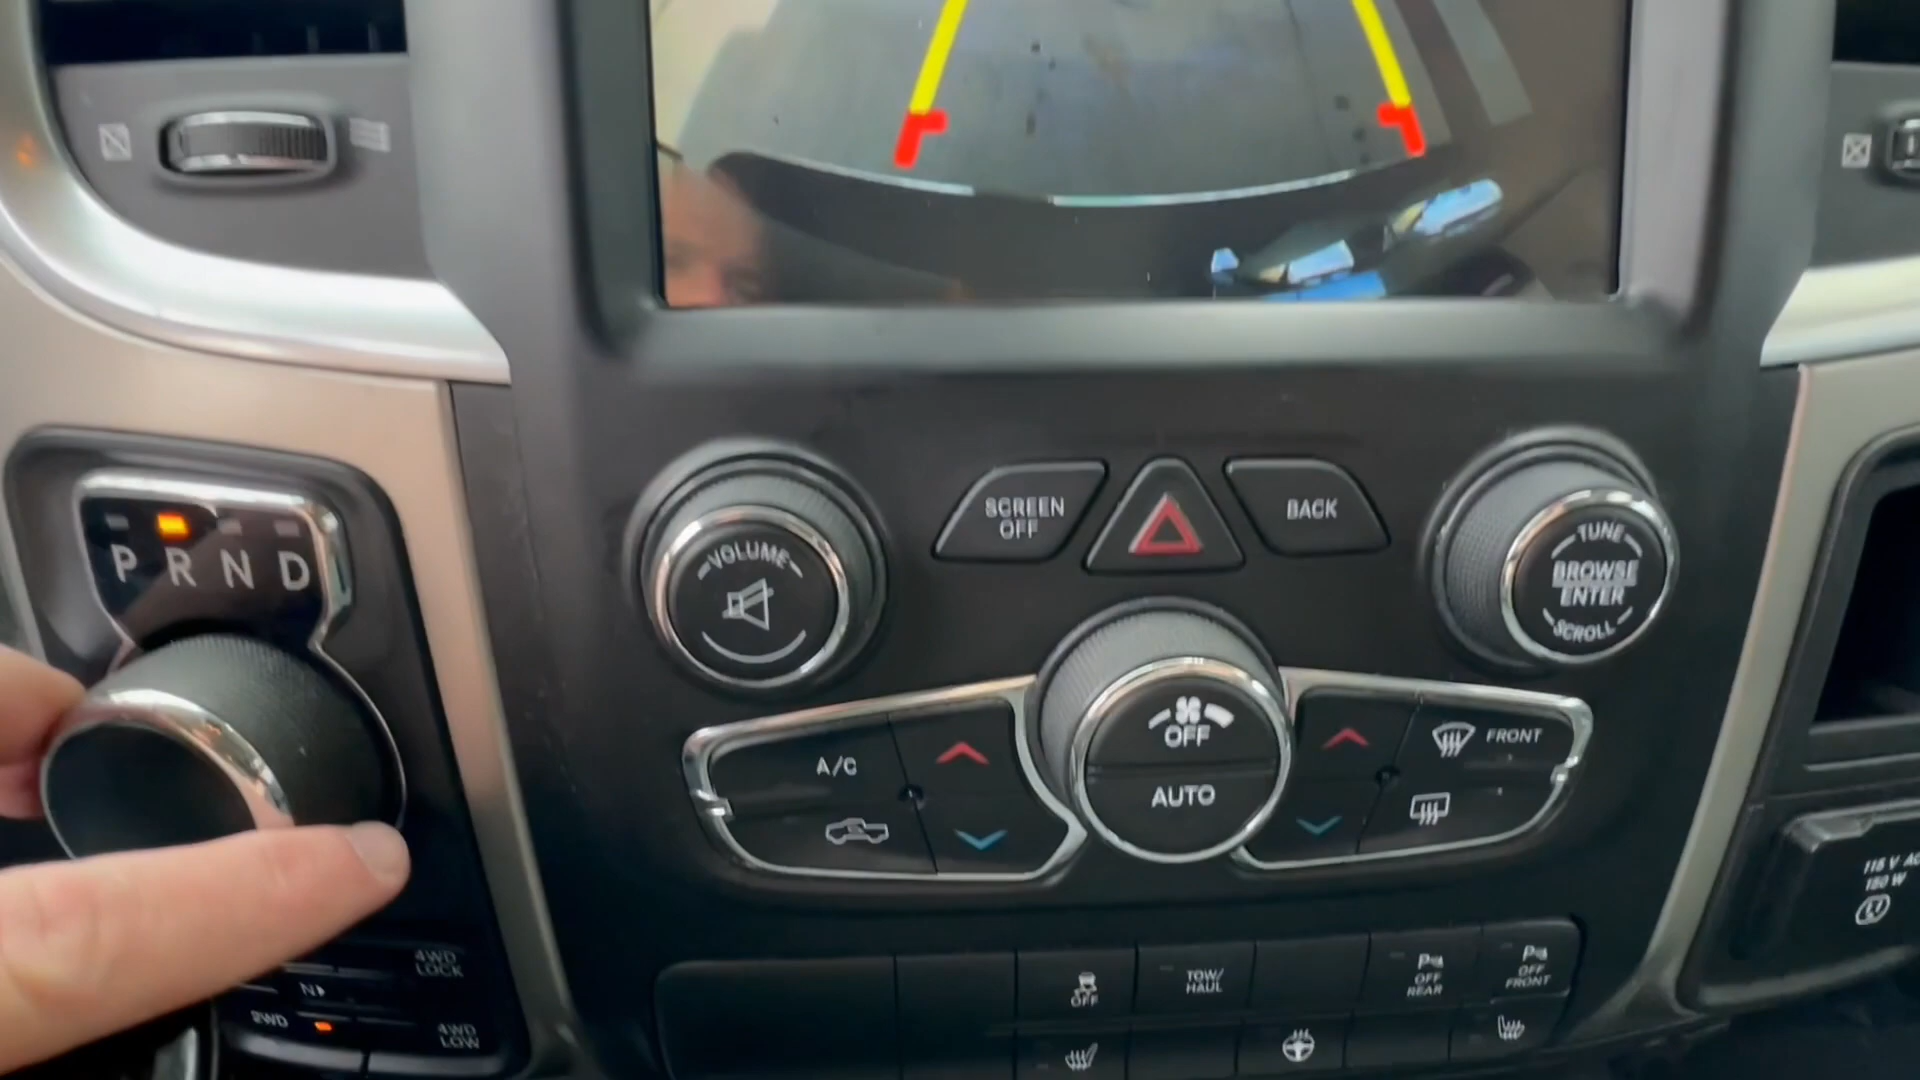 P R N D
VOLUME
SCREEN
OFF
BACK
TUNE
BROWSE
ENTER
SCROLL
OFF
AUTO
A/C
FRONT
115 V AC
150 W
4WD
LOCK
N
2WD
4WD
LOW
OFF
TOW/
HAUL
P
OFF
REAR
P
OFF
FRONT